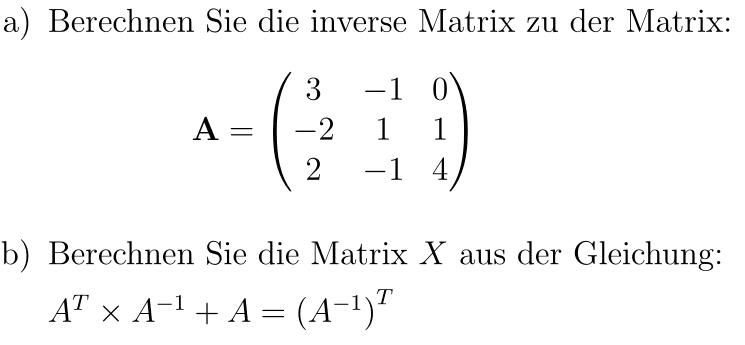 a) Berechnen Sie die inverse Matrix zu der Matrix:
3 −1 0
A = −2 1 1
2 −1 4
b) Berechnen Sie die Matrix X aus der Gleichung:
A^T × A^−1 + A = (A^−1)^T